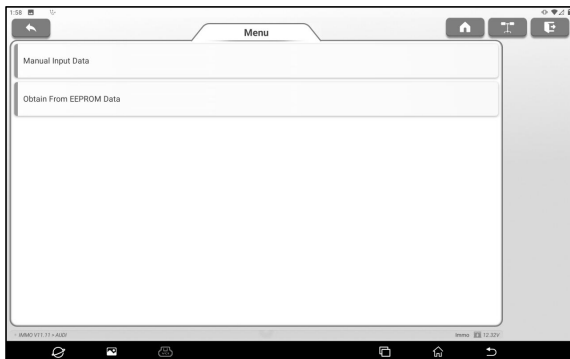 1:58
Menu
Manual Input Data
Obtain From EEPROM Data
IMMO V11.11 > AUDI
Immo 12.32V